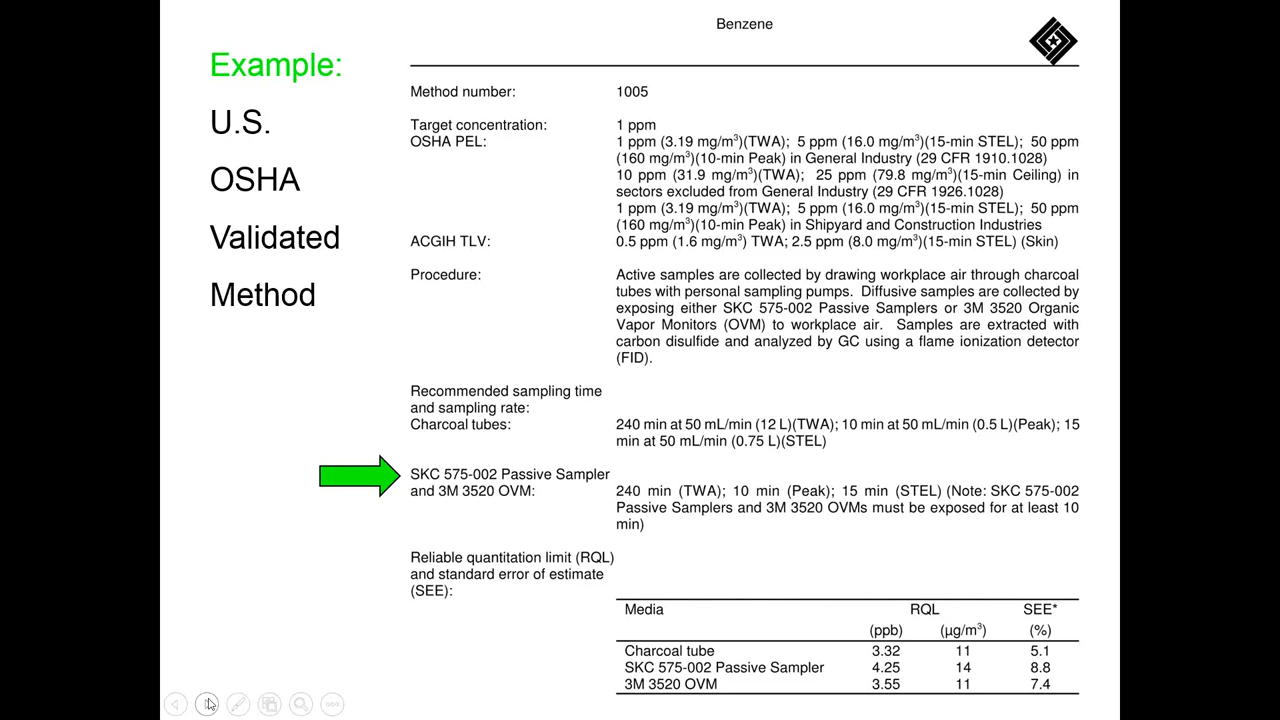 Benzene
Example:
U.S.
OSHA
Validated
Method
Method number: 1005
Target concentration: 1 ppm
OSHA PEL: 1 ppm (3.19 mg/m³)(TWA); 5 ppm (16.0 mg/m³)(15-min STEL); 50 ppm
(160 mg/m³)(10-min Peak) in General Industry (29 CFR 1910.1028)
10 ppm (31.9 mg/m³)(TWA); 25 ppm (79.8 mg/m³)(15-min Ceiling) in
sectors excluded from General Industry (29 CFR 1926.1028)
1 ppm (3.19 mg/m³)(TWA); 5 ppm (16.0 mg/m³)(15-min STEL); 50 ppm
(160 mg/m³)(10-min Peak) in Shipyard and Construction Industries
ACGIH TLV: 0.5 ppm (1.6 mg/m³) TWA; 2.5 ppm (8.0 mg/m³)(15-min STEL) (Skin)
Procedure: Active samples are collected by drawing workplace air through charcoal
tubes with personal sampling pumps. Diffusive samples are collected by
exposing either SKC 575-002 Passive Samplers or 3M 3520 Organic
Vapor Monitors (OVM) to workplace air. Samples are extracted with
carbon disulfide and analyzed by GC using a flame ionization detector
(FID).
Recommended sampling time
and sampling rate:
Charcoal tubes: 240 min at 50 mL/min (12 L)(TWA); 10 min at 50 mL/min (0.5 L)(Peak); 15
min at 50 mL/min (0.75 L)(STEL)
SKC 575-002 Passive Sampler
and 3M 3520 OVM: 240 min (TWA); 10 min (Peak); 15 min (STEL) (Note: SKC 575-002
Passive Samplers and 3M 3520 OVMs must be exposed for at least 10
min)
Reliable quantitation limit (RQL)
and standard error of estimate
(SEE):
Media RQL SEE*
(ppb) (µg/m³) (%)
Charcoal tube 3.32 11 5.1
SKC 575-002 Passive Sampler 4.25 14 8.8
3M 3520 OVM 3.55 11 7.4